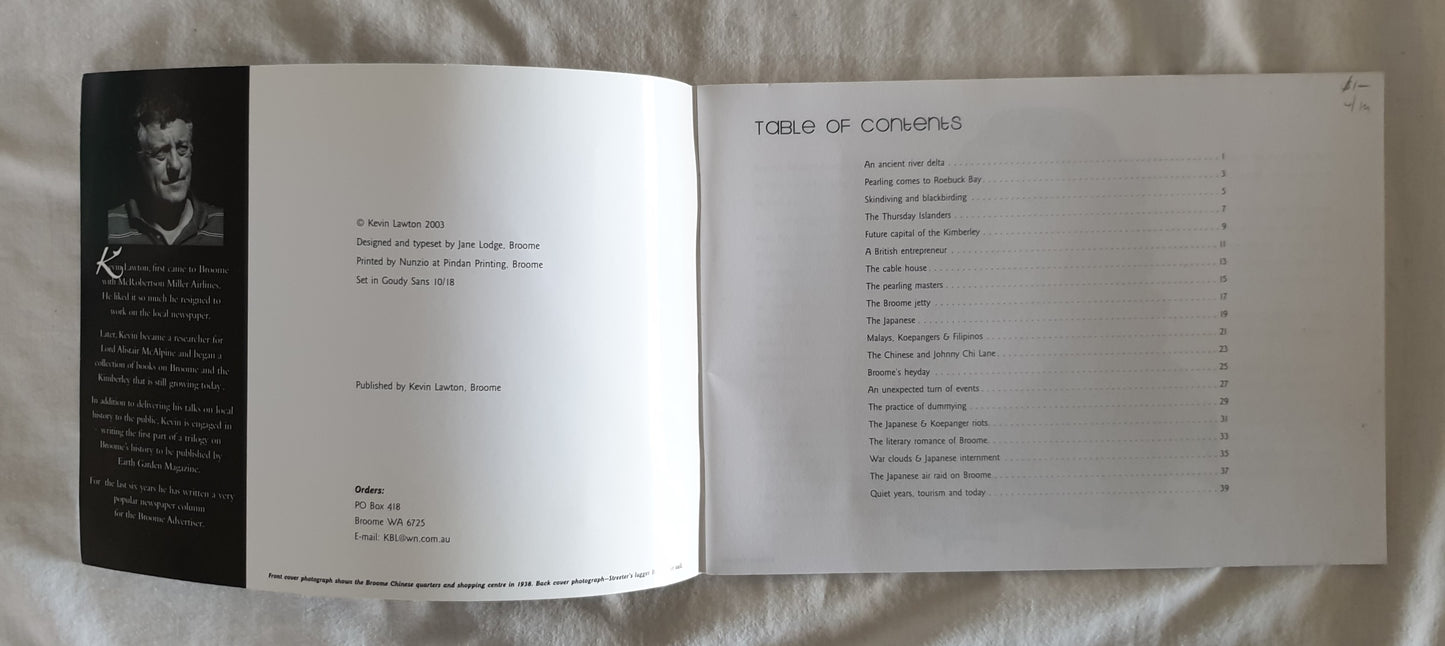 Kevin Lawton, first came to Broome
with McRobertson Miller Airlines.
He liked it so much he resigned to
work on the local newspaper.
Later, Kevin became a researcher for
Lord Alistair McAlpine and began a
collection of books on Broome and the
Kimberley that is still growing today.
In addition to delivering his talks on local
history to the public, Kevin is engaged in
writing the first part of a trilogy on
Broome's history to be published by
Earth Garden Magazine.
For the last six years he has written a very
popular newspaper column
for the Broome Advertiser.
© Kevin Lawton 2003
Designed and typeset by Jane Lodge, Broome
Printed by Nunzio at Pindan Printing, Broome
Set in Goudy Sans 10/18
Published by Kevin Lawton, Broome
Orders:
PO Box 418
Broome WA 6725
E-mail: KBL@wn.com.au
Front cover photograph shows the Broome Chinese quarters and shopping centre in 1938. Back cover photograph—Streeter's lugger
$1-
Table of Contents
An ancient river delta 1
Pearling comes to Roebuck Bay 3
Skindiving and blackbirding 5
The Thursday Islanders 7
Future capital of the Kimberley 9
A British entrepreneur 11
The cable house 13
The pearling masters 15
The Broome jetty 17
The Japanese 19
Malays, Koepangers & Filipinos 21
The Chinese and Johnny Chi Lane 23
Broome's heyday 25
An unexpected turn of events 27
The practice of dummying 29
The Japanese & Koepanger riots 31
The literary romance of Broome 33
War clouds & Japanese internment 35
The Japanese air raid on Broome 37
Quiet years, tourism and today 39